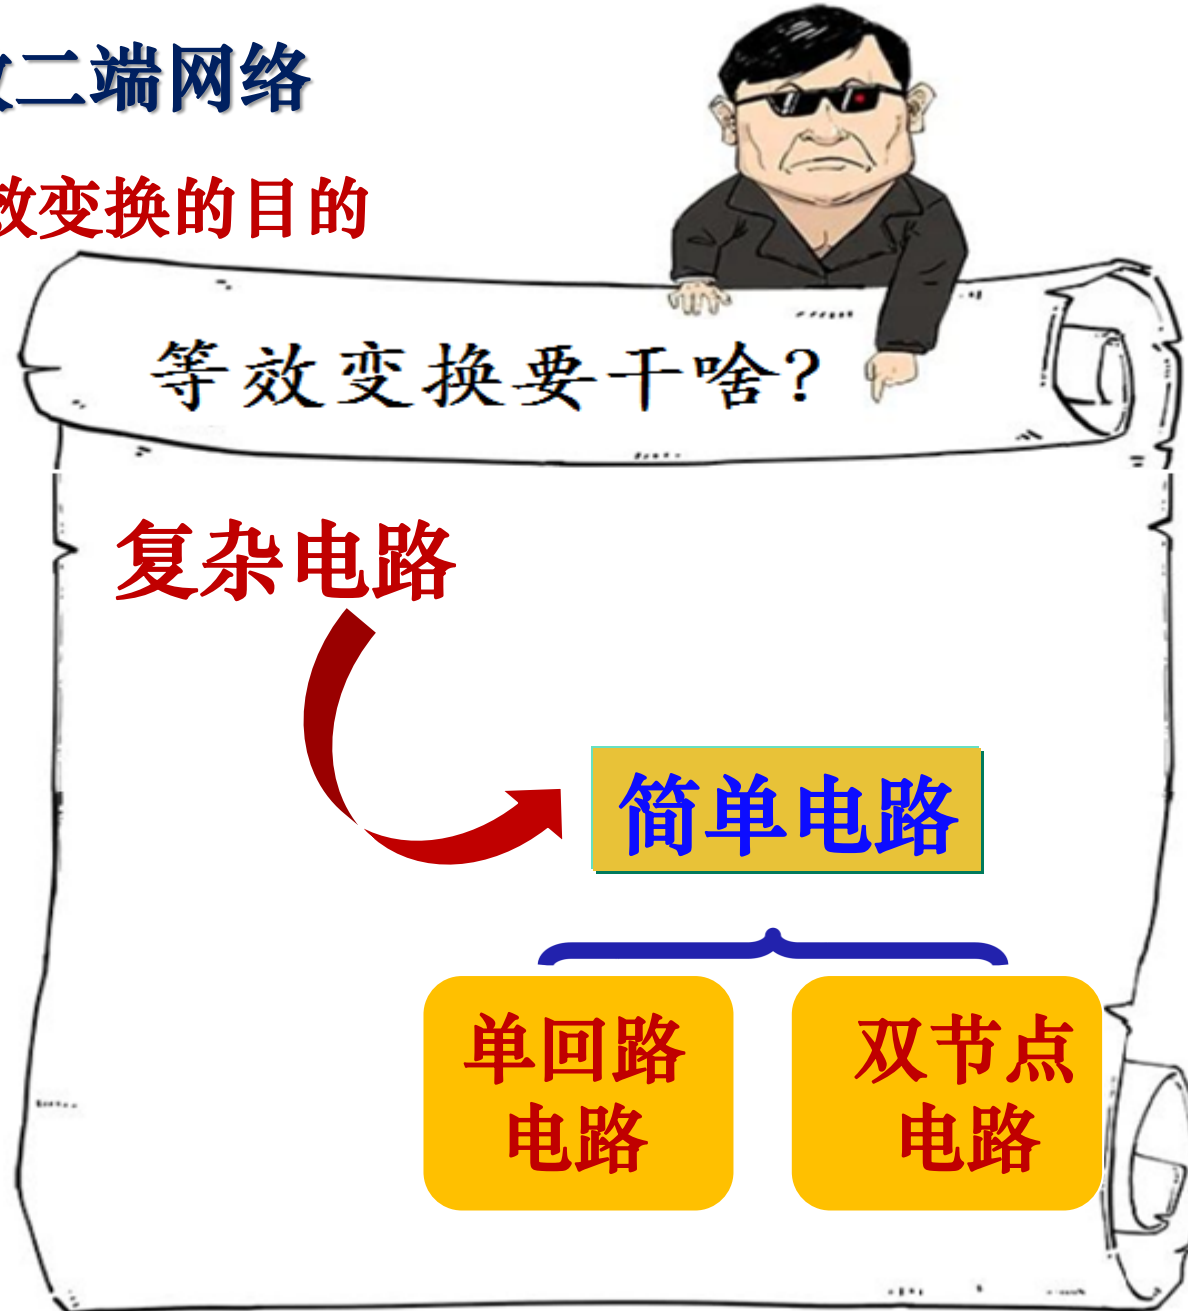 二端网络
效变换的目的
等效变换要干啥?
复杂电路
简单电路
单回路
电路
双节点
电路